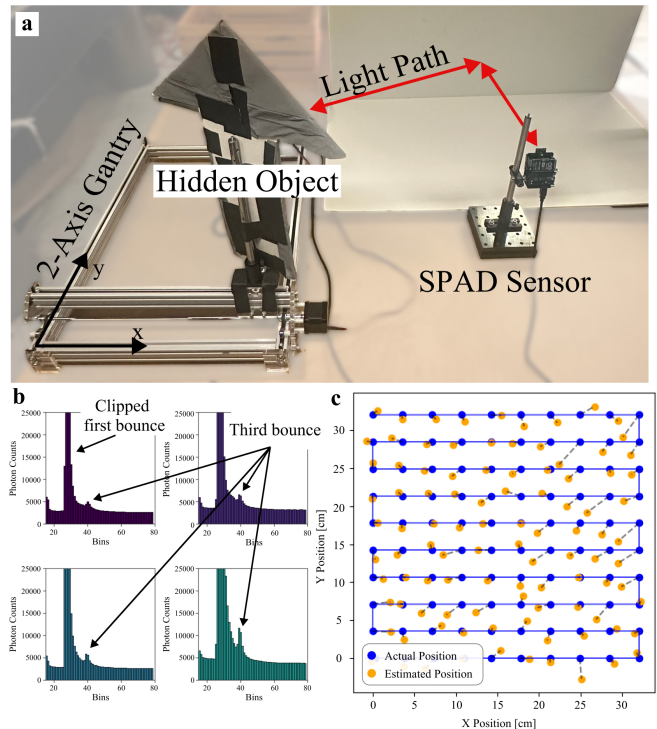 a
Light Path
2-Axis Gantry
Hidden Object
SPAD Sensor
y
x
b
Clipped
first bounce
Third bounce
25000
20000
15000
10000
5000
0
Photon Counts
20
40
60
80
Bins
25000
20000
15000
10000
5000
0
Photon Counts
20
40
60
80
Bins
25000
20000
15000
10000
5000
0
Photon Counts
20
40
60
80
Bins
25000
20000
15000
10000
5000
0
Photon Counts
20
40
60
80
Bins
c
30
25
20
15
10
5
0
Y Position [cm]
Actual Position
Estimated Position
0
5
10
15
20
25
30
X Position [cm]